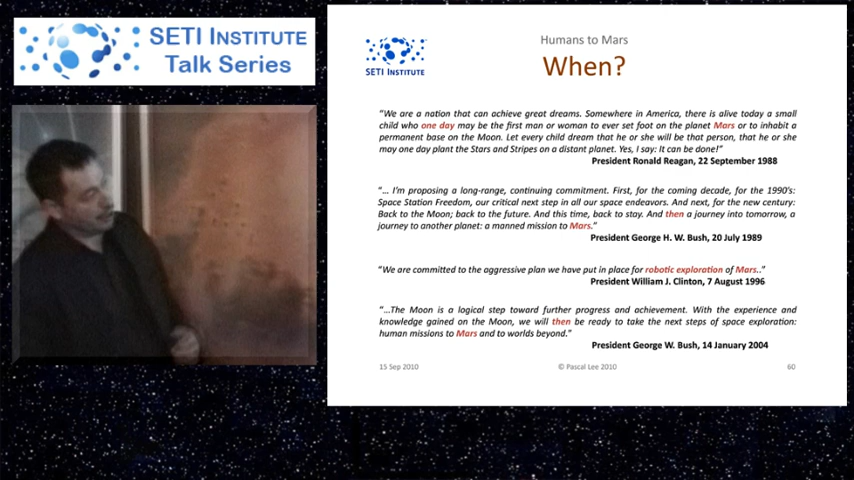 SETI INSTITUTE
Talk Series
SETI INSTITUTE
Humans to Mars
When?
“We are a nation that can achieve great dreams. Somewhere in America, there is alive today a small
child who one day may be the first man or woman to ever set foot on the planet Mars or to inhabit a
permanent base on the Moon. Let every child dream that he or she will be that person, that he or she
may one day plant the Stars and Stripes on a distant planet. Yes, I say: It can be done!”
President Ronald Reagan, 22 September 1988
“… I’m proposing a long-range, continuing commitment. First, for the coming decade, for the 1990’s:
Space Station Freedom, our critical next step in all our space endeavors. And next, for the new century:
Back to the Moon; back to the future. And this time, back to stay. And then a journey into tomorrow, a
journey to another planet: a manned mission to Mars.”
President George H. W. Bush, 20 July 1989
“We are committed to the aggressive plan we have put in place for robotic exploration of Mars..”
President William J. Clinton, 7 August 1996
“…The Moon is a logical step toward further progress and achievement. With the experience and
knowledge gained on the Moon, we will then be ready to take the next steps of space exploration:
human missions to Mars and to worlds beyond.”
President George W. Bush, 14 January 2004
15 Sep 2010
© Pascal Lee 2010
60